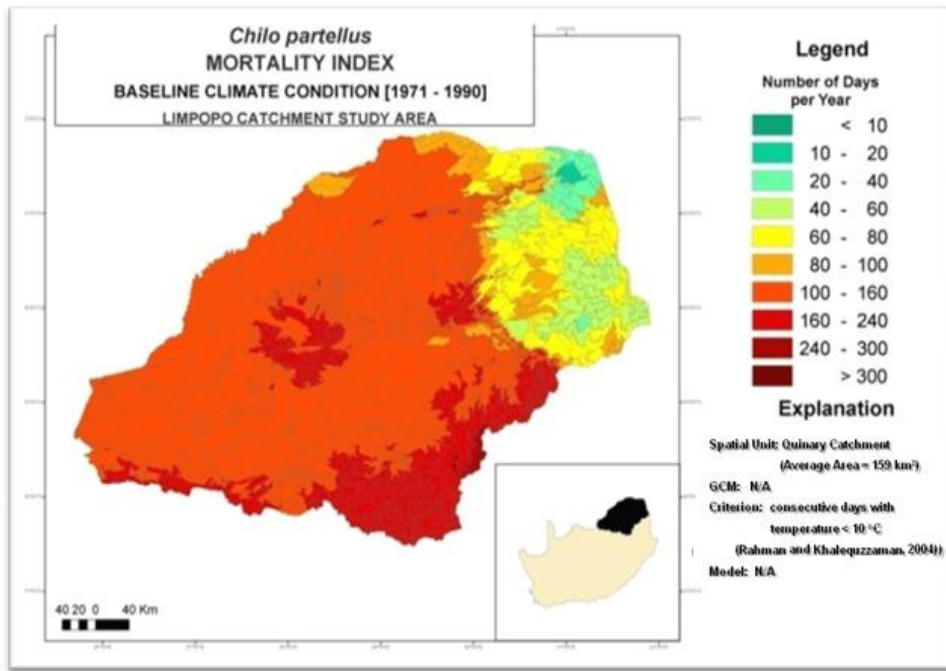 Chilo partellus
MORTALITY INDEX
BASELINE CLIMATE CONDITION [1971 - 1990]
LIMPOPO CATCHMENT STUDY AREA
Legend
Number of Days
per Year
< 10
10 - 20
20 - 40
40 - 60
60 - 80
80 - 100
100 - 160
160 - 240
240 - 300
> 300
Explanation
Spatial Unit: Quinary Catchment
(Average Area = 159 km²)
GCM: N/A
Criterion: consecutive days with
temperature < 10 °C
(Rahman and Khalequzzaman, 2004))
Model: N/A
40 20 0 40 Km